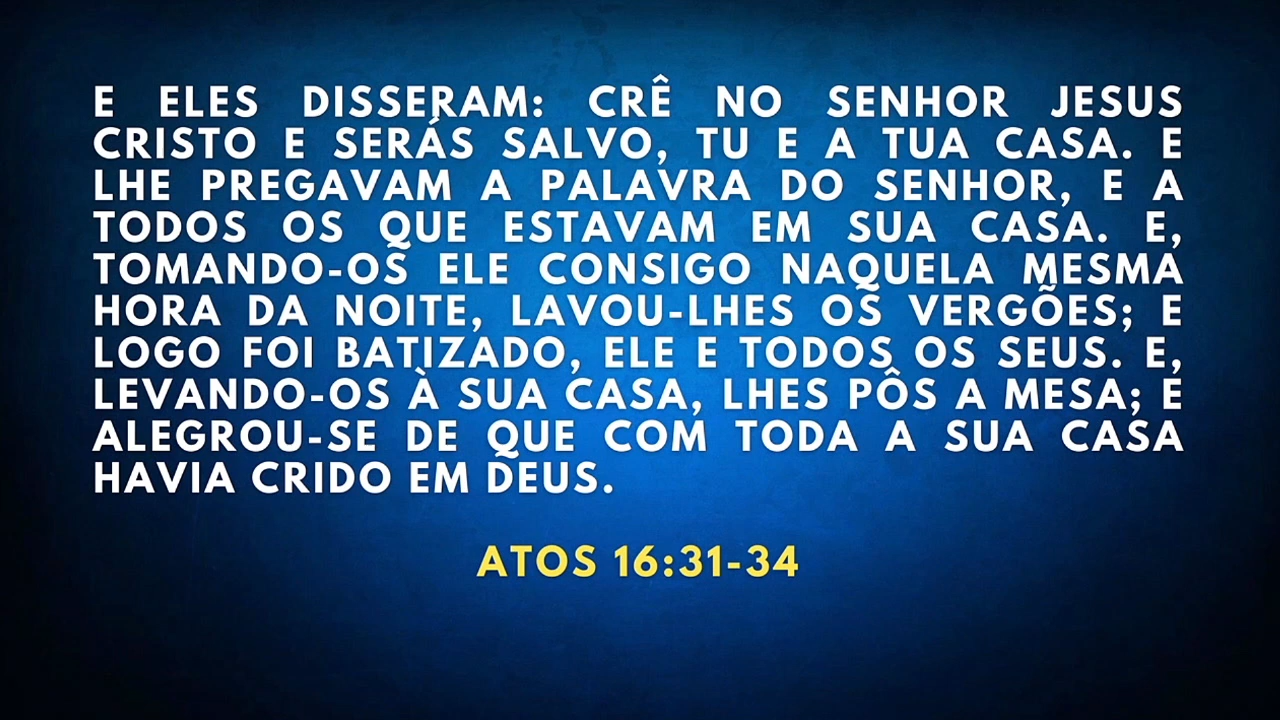 E ELES DISSERAM: CRÊ NO SENHOR JESUS
CRISTO E SERÁS SALVO, TU E A TUA CASA. E
LHE PREGAVAM A PALAVRA DO SENHOR, E A
TODOS OS QUE ESTAVAM EM SUA CASA. E,
TOMANDO-OS ELE CONSIGO NAQUELA MESMA
HORA DA NOITE, LAVOU-LHES OS VERGÕES; E
LOGO FOI BATIZADO, ELE E TODOS OS SEUS. E,
LEVANDO-OS À SUA CASA, LHES PÔS A MESA; E
ALEGROU-SE DE QUE COM TODA A SUA CASA
HAVIA CRIDO EM DEUS.
ATOS 16:31-34